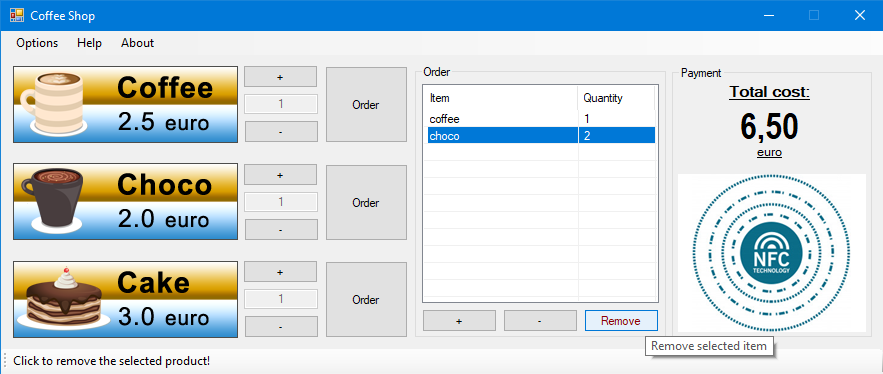 Coffee Shop
Options Help About
Coffee
2.5 euro
+
1
-
Order
Choco
2.0 euro
+
1
-
Order
Cake
3.0 euro
+
1
-
Order
Order
Item Quantity
coffee 1
choco 2
+ - Remove
Remove selected item
Payment
Total cost:
6,50
euro
NFC
TECHNOLOGY
Click to remove the selected product!